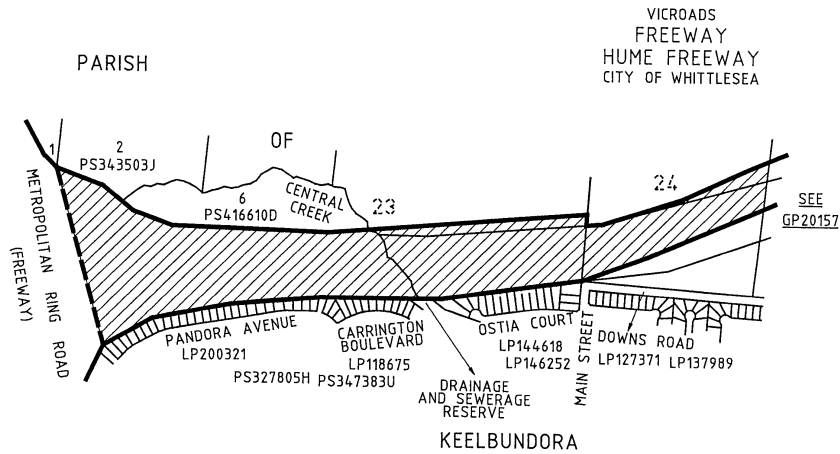 VICROADS
FREEWAY
HUME FREEWAY
CITY OF WHITTLESEA
PARISH
OF
1
2
PS343503J
6
PS416610D
CENTRAL
CREEK
23
24
SEE
GP20157
METROPOLITAN RING ROAD
(FREEWAY)
PANDORA AVENUE
LP200321
CARRINGTON
BOULEVARD
LP118675
PS327805H PS347383U
OSTIA COURT
LP144618
LP146252
MAIN STREET
DOWNS ROAD
LP127371 LP137989
DRAINAGE
AND SEWERAGE
RESERVE
KEELBUNDORA